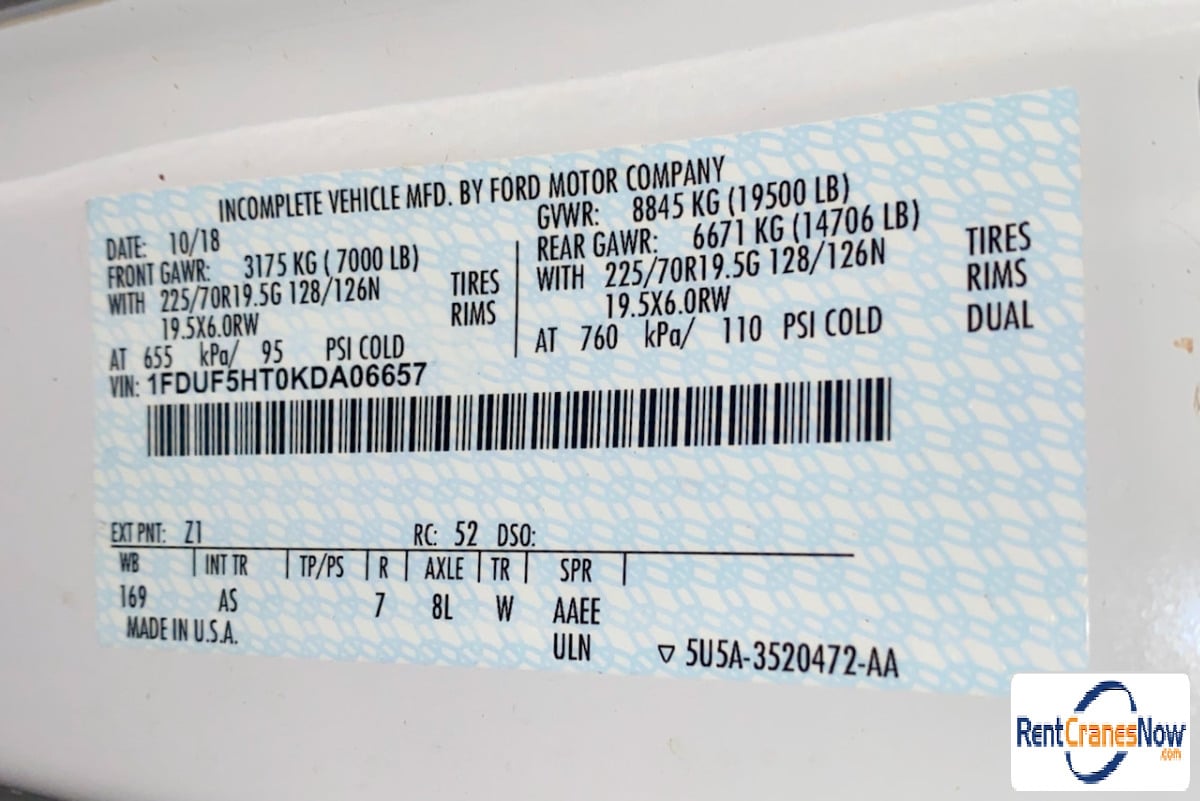 INCOMPLETE VEHICLE MFD. BY FORD MOTOR COMPANY
DATE: 10/18
GVWR: 8845 KG (19500 LB)
FRONT GAWR: 3175 KG ( 7000 LB)
REAR GAWR: 6671 KG (14706 LB)
WITH 225/70R19.5G 128/126N TIRES
WITH 225/70R19.5G 128/126N TIRES
19.5X6.0RW RIMS
19.5X6.0RW RIMS
AT 655 kPa/ 95 PSI COLD
AT 760 kPa/ 110 PSI COLD DUAL
VIN: 1FDUF5HT0KDA06657
EXT PNT: Z1 RC: 52 DSO:
WB INT TR TP/PS R AXLE TR SPR
169 AS 7 8L W AAEE
MADE IN U.S.A. ULN ▽ 5U5A-3520472-AA
RentCranesNow
.com